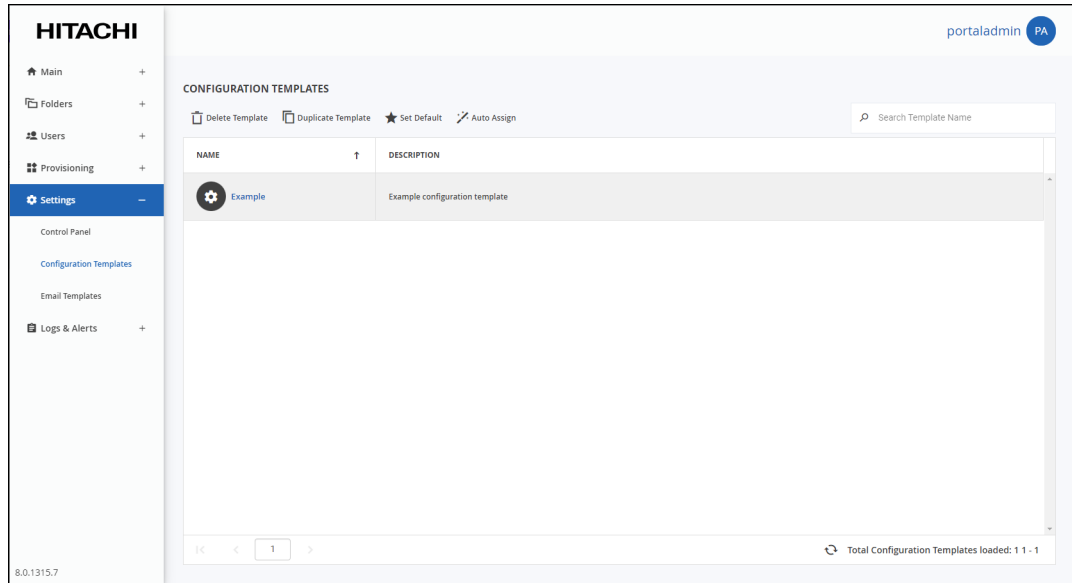 HITACHI
portaladmin PA
Main +
Folders +
Users +
Provisioning +
Settings −
Control Panel
Configuration Templates
Email Templates
Logs & Alerts +
8.0.1315.7
CONFIGURATION TEMPLATES
Delete Template Duplicate Template Set Default Auto Assign
Search Template Name
NAME ↑ DESCRIPTION
Example Example configuration template
1
Total Configuration Templates loaded: 1 1 - 1